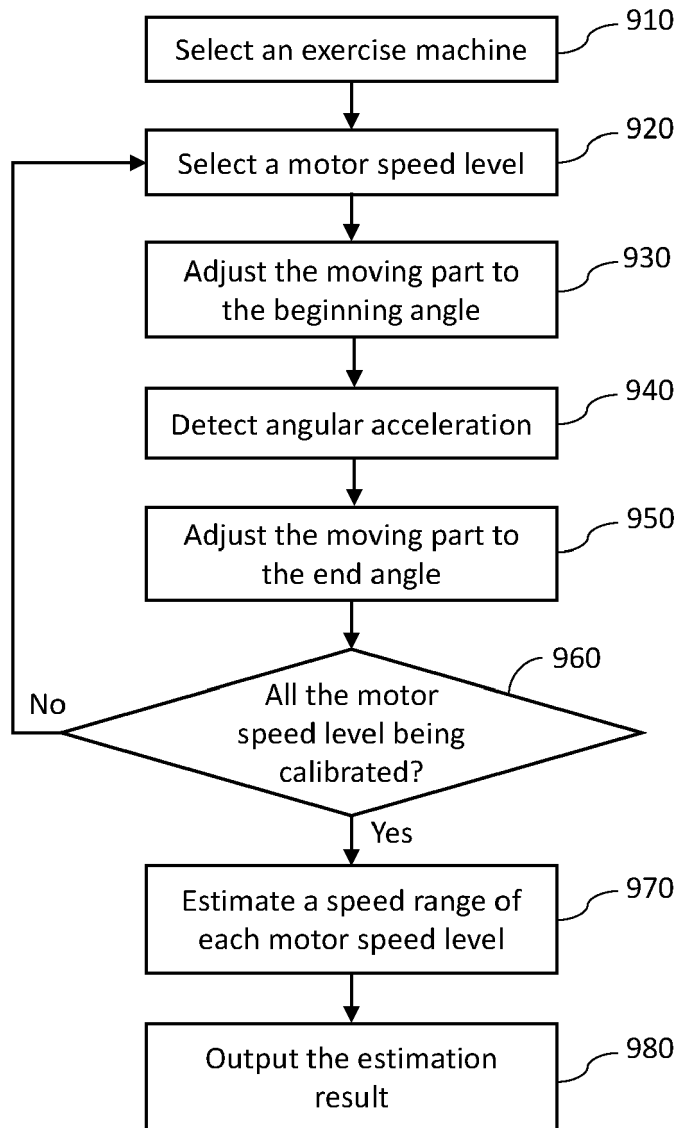 Select an exercise machine
910
Select a motor speed level
920
Adjust the moving part to
the beginning angle
930
Detect angular acceleration
940
Adjust the moving part to
the end angle
950
All the motor
speed level being
calibrated?
960
No
Yes
Estimate a speed range of
each motor speed level
970
Output the estimation
result
980